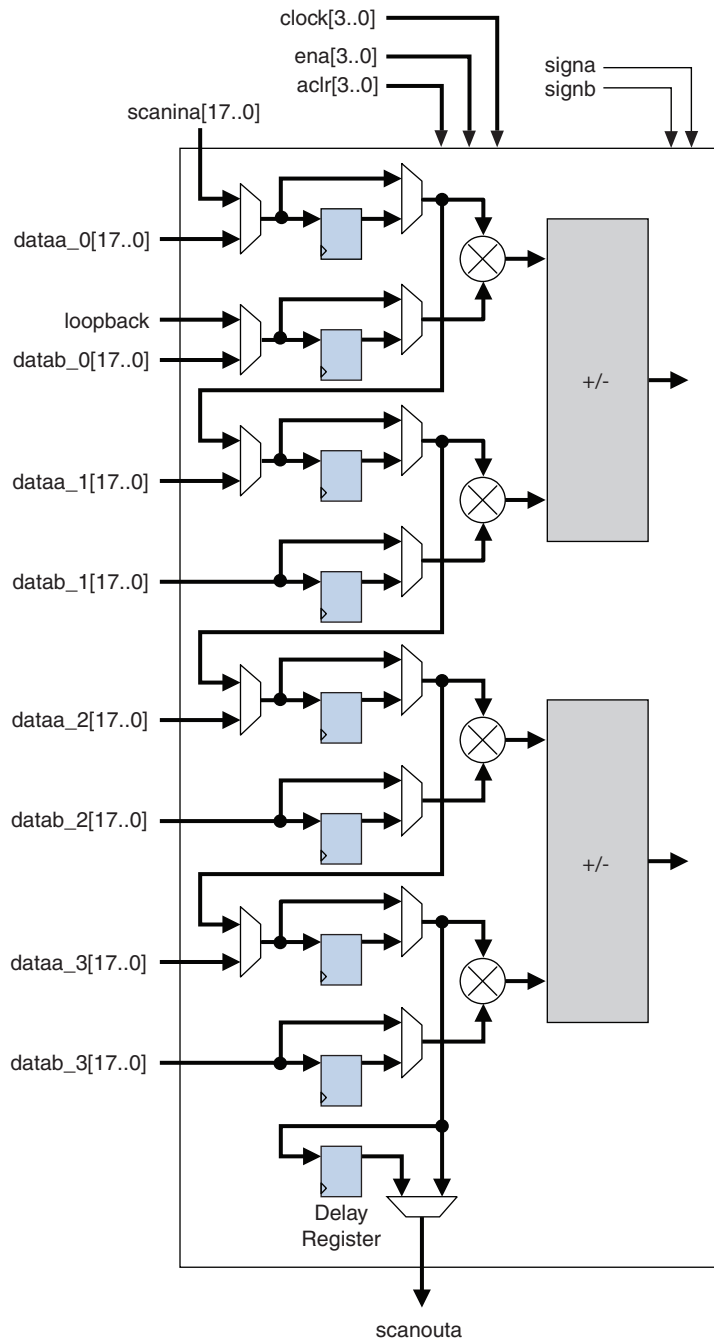 clock[3..0]
ena[3..0]
aclr[3..0]
signa
signb
scanina[17..0]
dataa_0[17..0]
loopback
datab_0[17..0]
+/-
dataa_1[17..0]
datab_1[17..0]
dataa_2[17..0]
datab_2[17..0]
+/-
dataa_3[17..0]
datab_3[17..0]
Delay
Register
scanouta